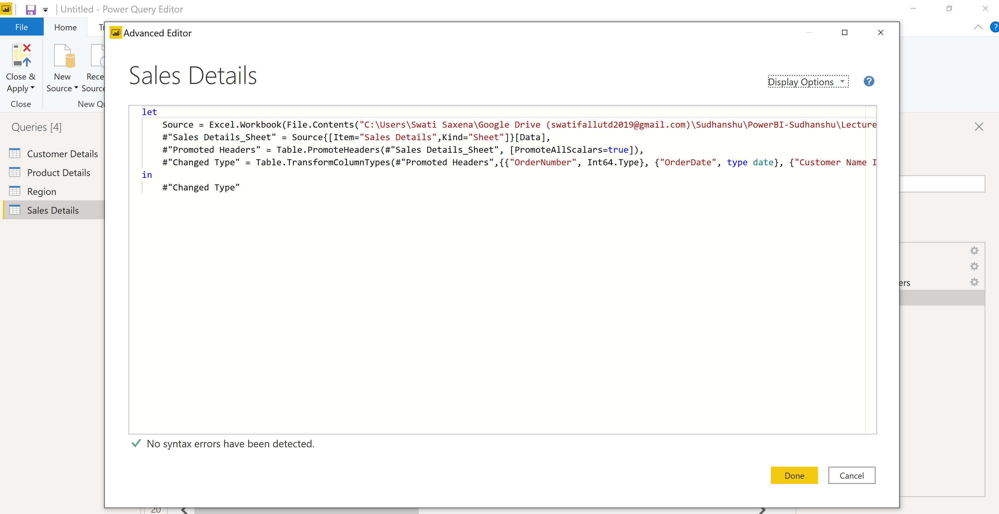 Untitled - Power Query Editor
File
Home
Advanced Editor
Close &
Apply
New
Source
Close
Sales Details
Display Options
?
?
Queries [4]
Customer Details
Product Details
Region
Sales Details
let
Source = Excel.Workbook(File.Contents("C:\Users\Swati Saxena\Google Drive (swatifallutd2019@gmail.com)\Sudhanshu\PowerBI-Sudhanshu\Lecture
#"Sales Details_Sheet" = Source{[Item="Sales Details",Kind="Sheet"]}[Data],
#"Promoted Headers" = Table.PromoteHeaders(#"Sales Details_Sheet", [PromoteAllScalars=true]),
#"Changed Type" = Table.TransformColumnTypes(#"Promoted Headers",{{"OrderNumber", Int64.Type}, {"OrderDate", type date}, {"Customer Name I
in
#"Changed Type"
ers
No syntax errors have been detected.
Done
Cancel
20